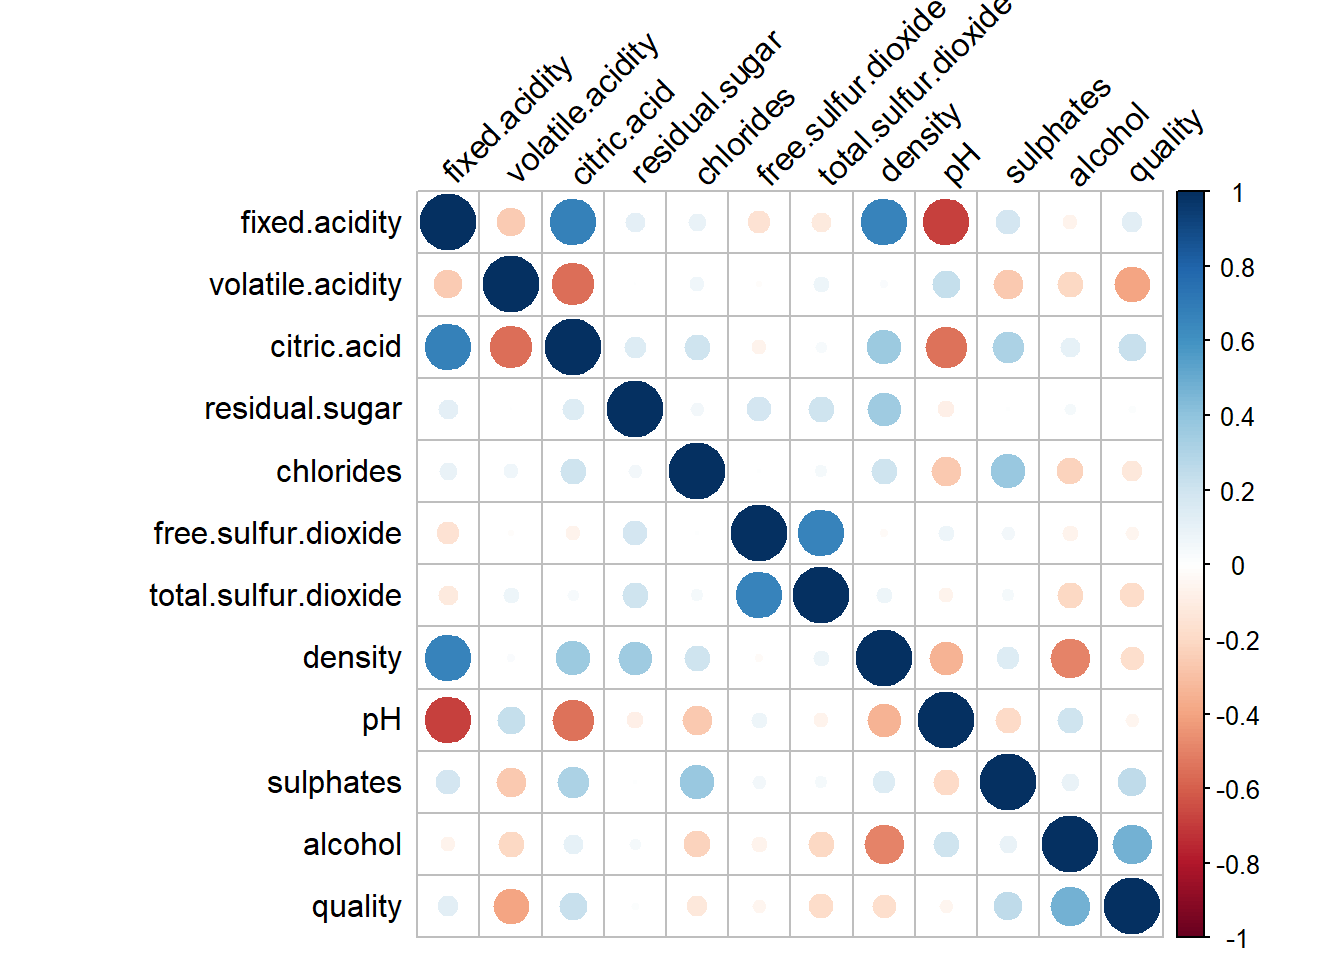 fixed.acidity
volatile.acidity
citric.acid
residual.sugar
chlorides
free.sulfur.dioxide
total.sulfur.dioxide
density
pH
sulphates
alcohol
quality
fixed.acidity
volatile.acidity
citric.acid
residual.sugar
chlorides
free.sulfur.dioxide
total.sulfur.dioxide
density
pH
sulphates
alcohol
quality
1
0.8
0.6
0.4
0.2
0
-0.2
-0.4
-0.6
-0.8
-1